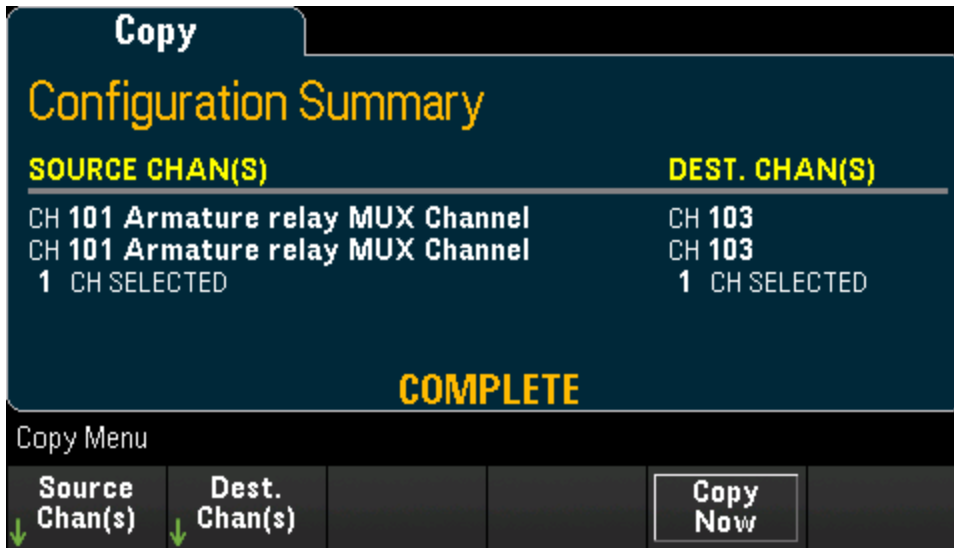 Copy
Configuration Summary
SOURCE CHAN(S) DEST. CHAN(S)
CH 101 Armature relay MUX Channel CH 103
CH 101 Armature relay MUX Channel CH 103
1 CH SELECTED 1 CH SELECTED
COMPLETE
Copy Menu
Source Chan(s)
Dest. Chan(s)
Copy Now